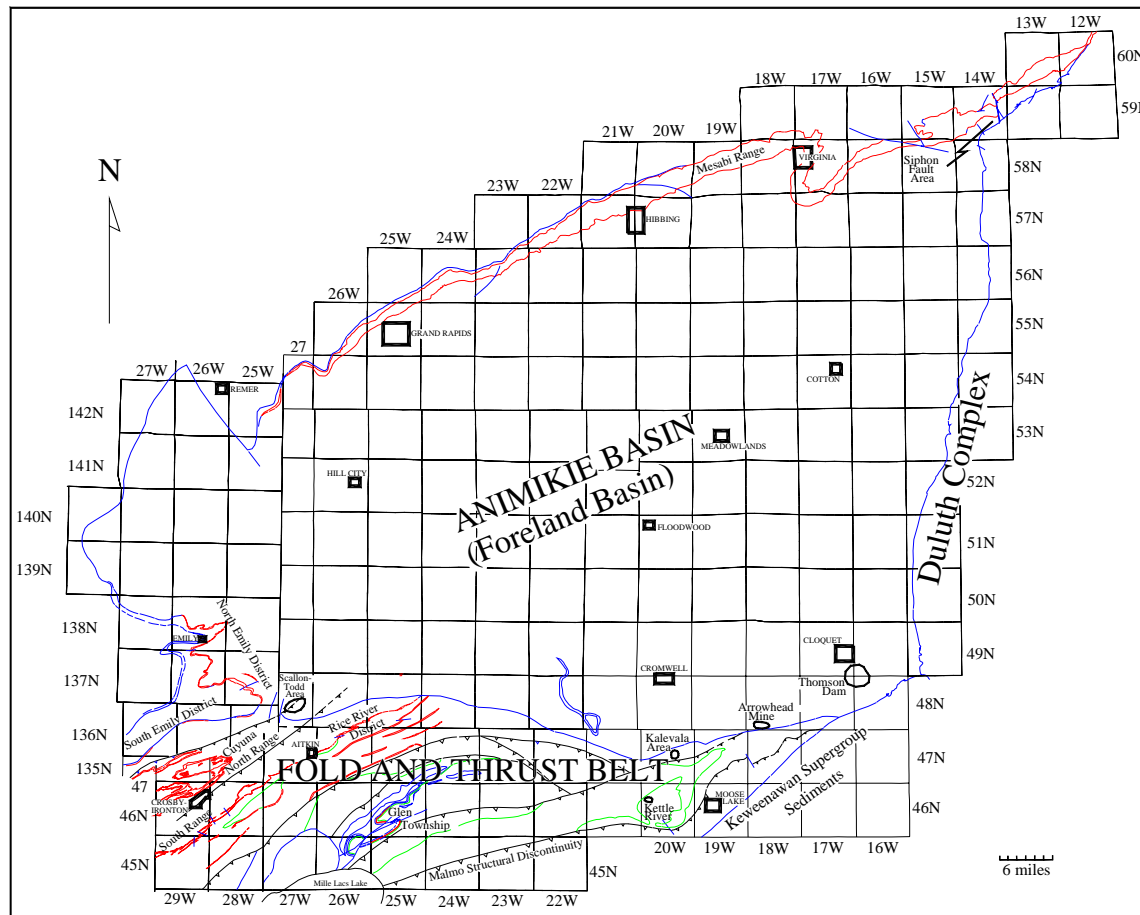 13W 12W
60N
18W 17W 16W 15W 14W
59N
21W 20W 19W
Mesabi Range
VIRGINIA
Siphon
Fault
Area
58N
N
23W 22W
HIBBING
57N
25W 24W
56N
26W
GRAND RAPIDS
55N
27
27W 26W 25W
REMER
COTTON
54N
142N
53N
MEADOWLANDS
141N
HILL CITY
52N
ANIMIKIE BASIN
(Foreland Basin)
Duluth Complex
140N
FLOODWOOD
51N
139N
50N
138N
EMILY
North Emily District
CLOQUET
49N
137N
Scallon-
Todd
Area
CROMWELL
Thomson
Dam
48N
South Emily District
Arrowhead
Mine
136N
Cuyuna
North Range
Rice River
District
AITKIN
Kalevala
Area
47N
135N
FOLD AND THRUST BELT
47
CROSBY-
IRONTON
46N
South Range
Glen
Township
Kettle
River
MOOSE
LAKE
Keweenawan Supergroup
Sediments
46N
45N
Malmo Structural Discontinuity
45N
20W 19W 18W 17W 16W
Mille Lacs Lake
29W 28W 27W 26W 25W 24W 23W 22W
6 miles